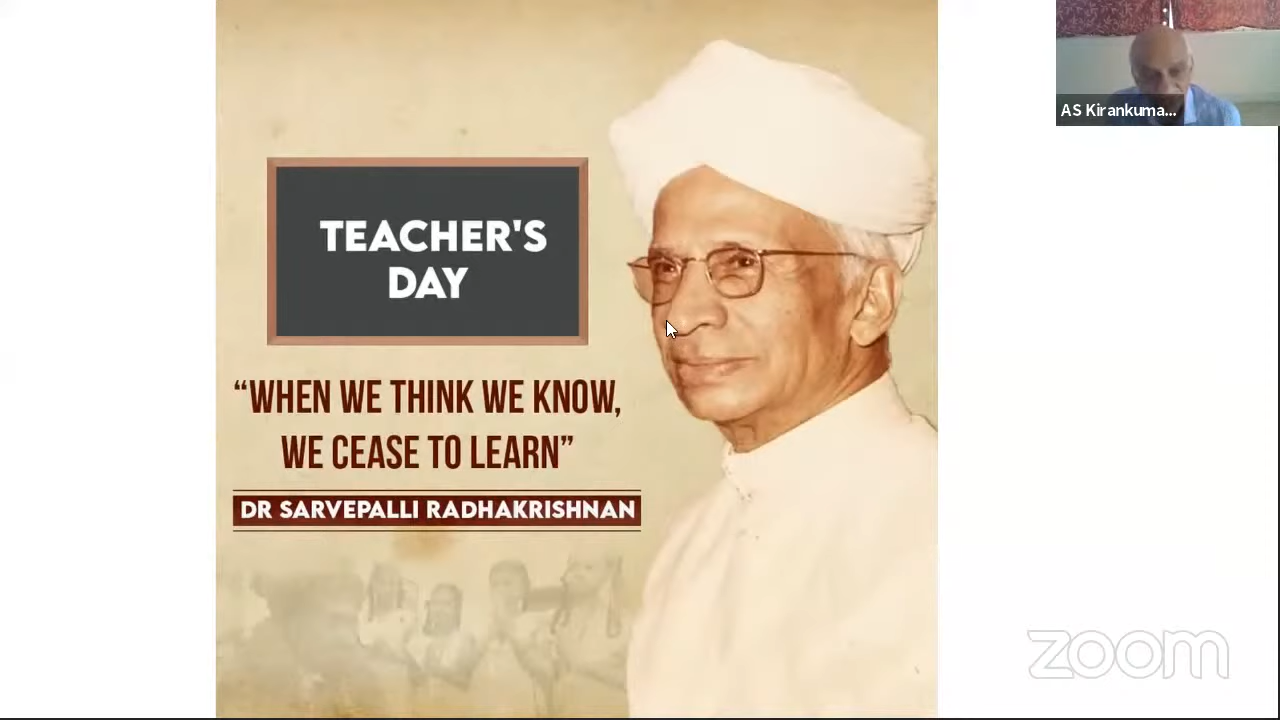 AS Kirankuma...
TEACHER'S
DAY
“WHEN WE THINK WE KNOW,
WE CEASE TO LEARN”
DR SARVEPALLI RADHAKRISHNAN
zoom